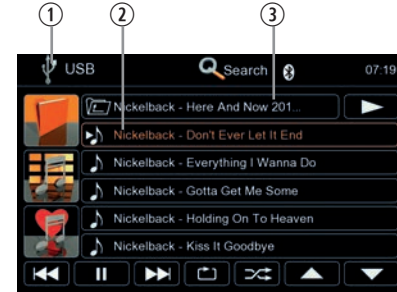 1 2 3
USB Search 07:19
Nickelback - Here And Now 201...
Nickelback - Don't Ever Let It End
Nickelback - Everything I Wanna Do
Nickelback - Gotta Get Me Some
Nickelback - Holding On To Heaven
Nickelback - Kiss It Goodbye